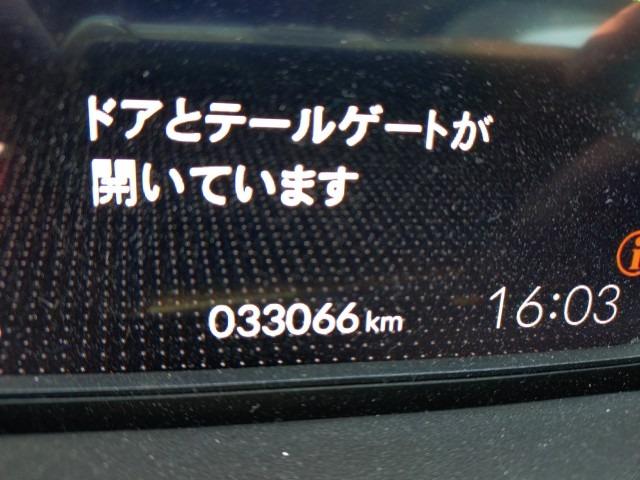 ドアとテールゲートが
開いています
033066 km
16:03
i